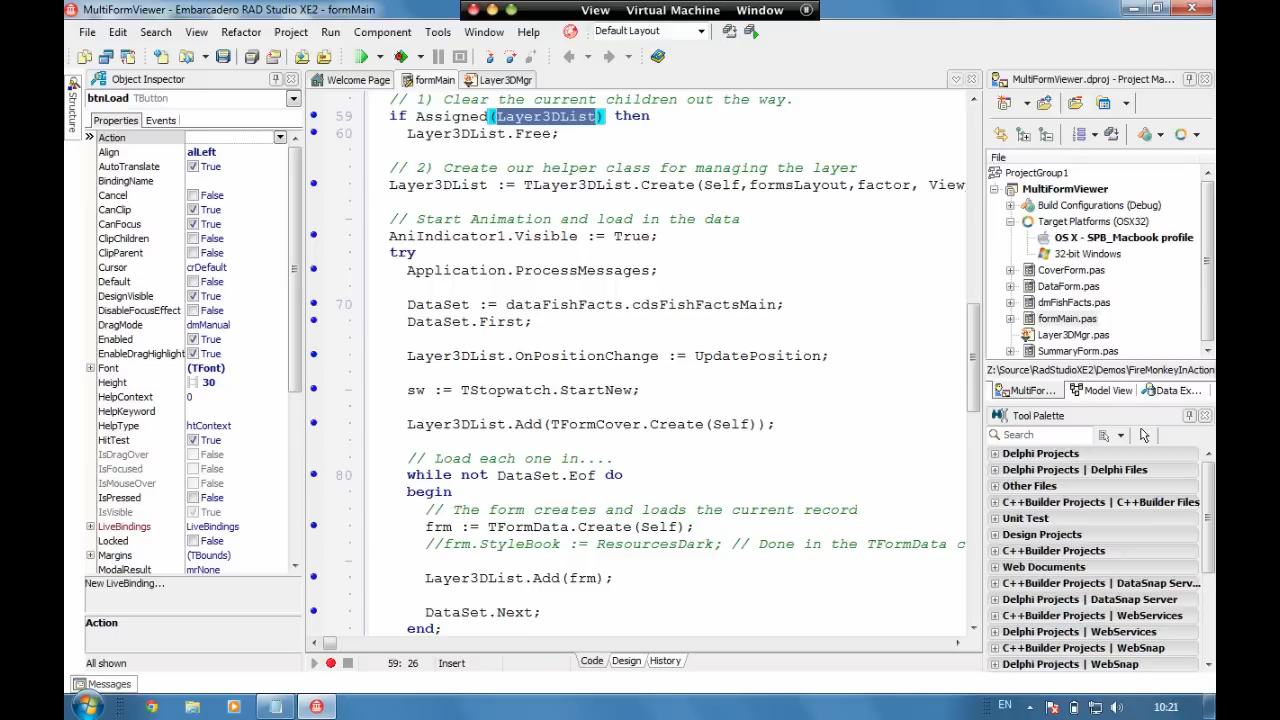 MultiFormViewer - Embarcadero RAD Studio XE2 - formMain
View Virtual Machine Window
File Edit Search View Refactor Project Run Component Tools Window Help
Default Layout
Object Inspector
Welcome Page formMain Layer3DMgr
MultiFormViewer.dproj - Project Ma...
Structure
btnLoad TButton
Properties Events
Action
Align alLeft
AutoTranslate True
BindingName
Cancel False
CanClip True
CanFocus True
ClipChildren False
ClipParent False
Cursor crDefault
Default False
DesignVisible True
DisableFocusEffect False
DragMode dmManual
Enabled True
EnableDragHighlight True
Font (TFont)
Height 30
HelpContext 0
HelpKeyword
HelpType htContext
HitTest True
IsDragOver False
IsFocused False
IsMouseOver False
IsPressed False
IsVisible True
LiveBindings LiveBindings
Locked False
Margins (TBounds)
ModalResult mrNone
New LiveBinding...
Action
All shown
// 1) Clear the current children out the way.
59 if Assigned(Layer3DList) then
60 Layer3DList.Free;
// 2) Create our helper class for managing the layer
Layer3DList := TLayer3DList.Create(Self,formsLayout,factor, View
// Start Animation and load in the data
AniIndicator1.Visible := True;
try
Application.ProcessMessages;
70 DataSet := dataFishFacts.cdsFishFactsMain;
DataSet.First;
Layer3DList.OnPositionChange := UpdatePosition;
sw := TStopwatch.StartNew;
Layer3DList.Add(TFormCover.Create(Self));
// Load each one in....
80 while not DataSet.Eof do
begin
// The form creates and loads the current record
frm := TFormData.Create(Self);
//frm.StyleBook := ResourcesDark; // Done in the TFormData c
Layer3DList.Add(frm);
DataSet.Next;
end;
59: 26 Insert
Code Design History
File
ProjectGroup1
MultiFormViewer
Build Configurations (Debug)
Target Platforms (OSX32)
OS X - SPB_Macbook profile
32-bit Windows
CoverForm.pas
DataForm.pas
dmFishFacts.pas
formMain.pas
Layer3DMgr.pas
SummaryForm.pas
Z:\Source\RadStudioXE2\Demos\FireMonkeyInAction
MultiFor... Model View Data Ex...
Tool Palette
Search
Delphi Projects
Delphi Projects | Delphi Files
Other Files
C++Builder Projects | C++Builder Files
Unit Test
Design Projects
C++Builder Projects
Web Documents
C++Builder Projects | DataSnap Serv...
Delphi Projects | DataSnap Server
C++Builder Projects | WebServices
Delphi Projects | WebServices
C++Builder Projects | WebSnap
Delphi Projects | WebSnap
Messages
EN 10:21